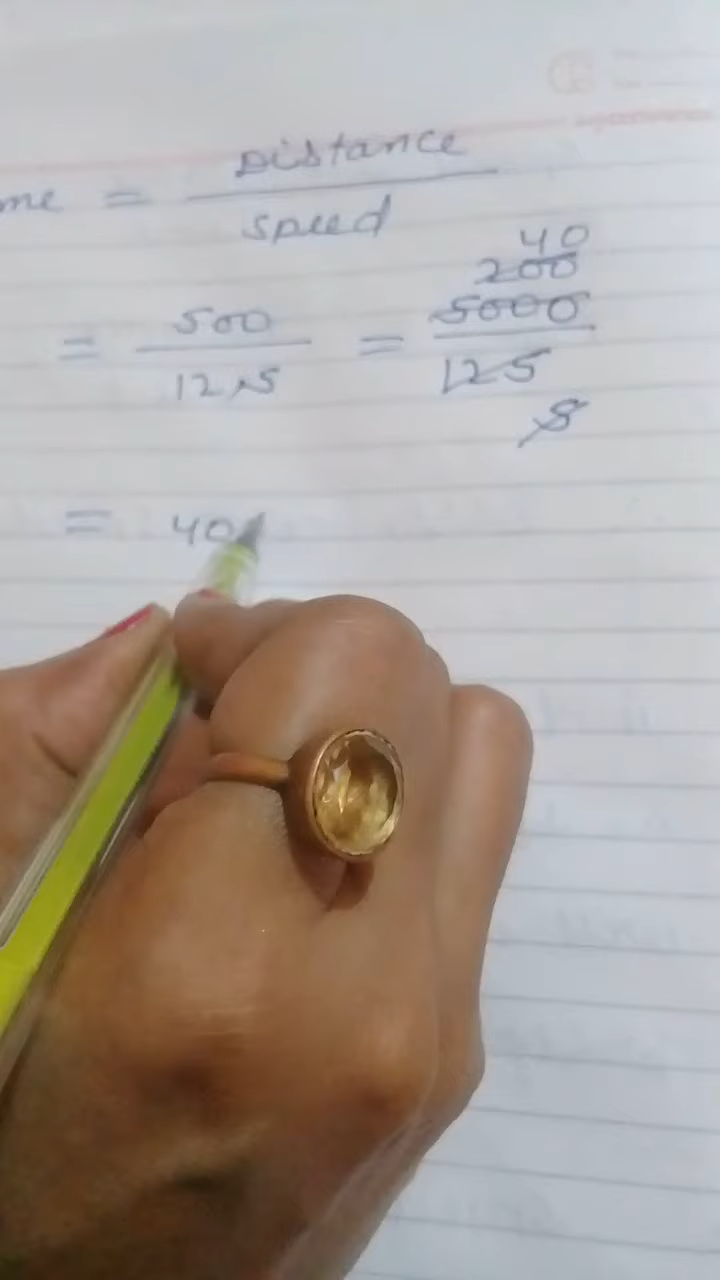 me = Distance
speed
40
200
= 500 = 5000
12.5 125
5
= 40